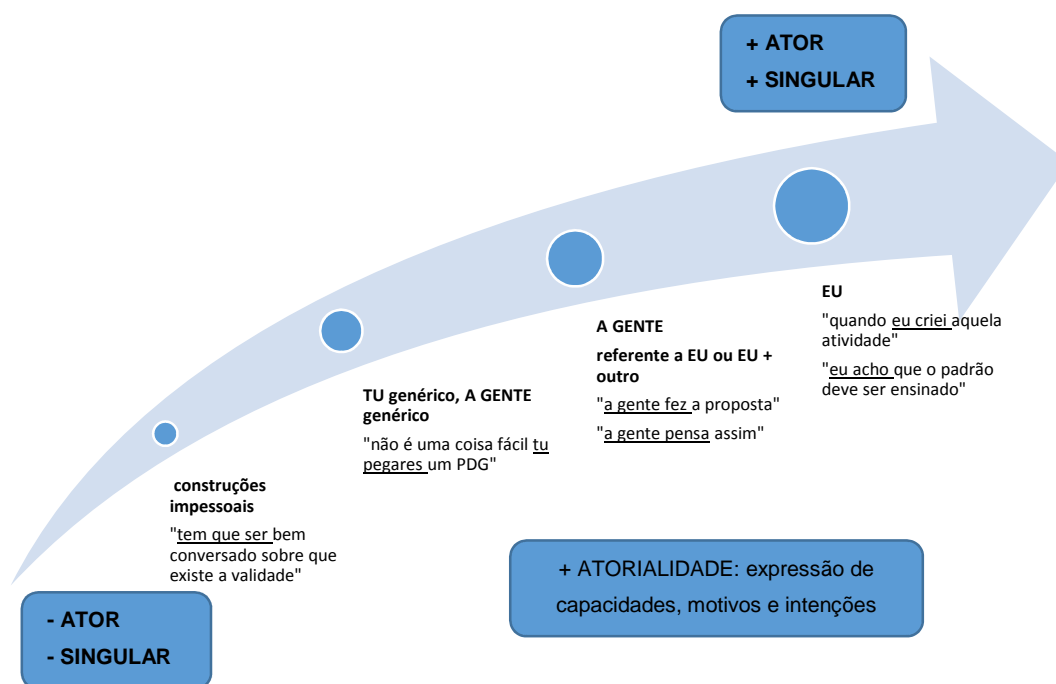 + ATOR
+ SINGULAR
EU
"quando eu criei aquela
atividade"
"eu acho que o padrão
deve ser ensinado"
A GENTE
referente a EU ou EU +
outro
"a gente fez a proposta"
"a gente pensa assim"
TU genérico, A GENTE
genérico
"não é uma coisa fácil tu
pegares um PDG"
construções
impessoais
"tem que ser bem
conversado sobre que
existe a validade"
+ ATORIALIDADE: expressão de
capacidades, motivos e intenções
- ATOR
- SINGULAR